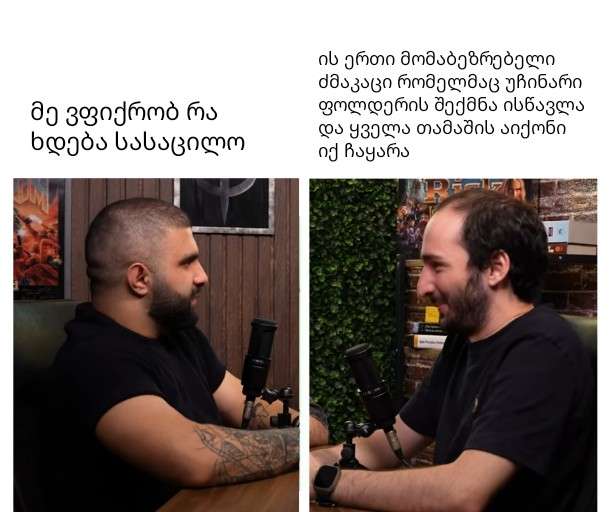 მე ვფიქრობ რა
ხდება სასაცილო
ის ერთი მომაბეზრებელი
ძმაკაცი რომელმაც უჩინარი
ფოლდერის შექმნა ისწავლა
და ყველა თამაშის აიქონი
იქ ჩაყარა